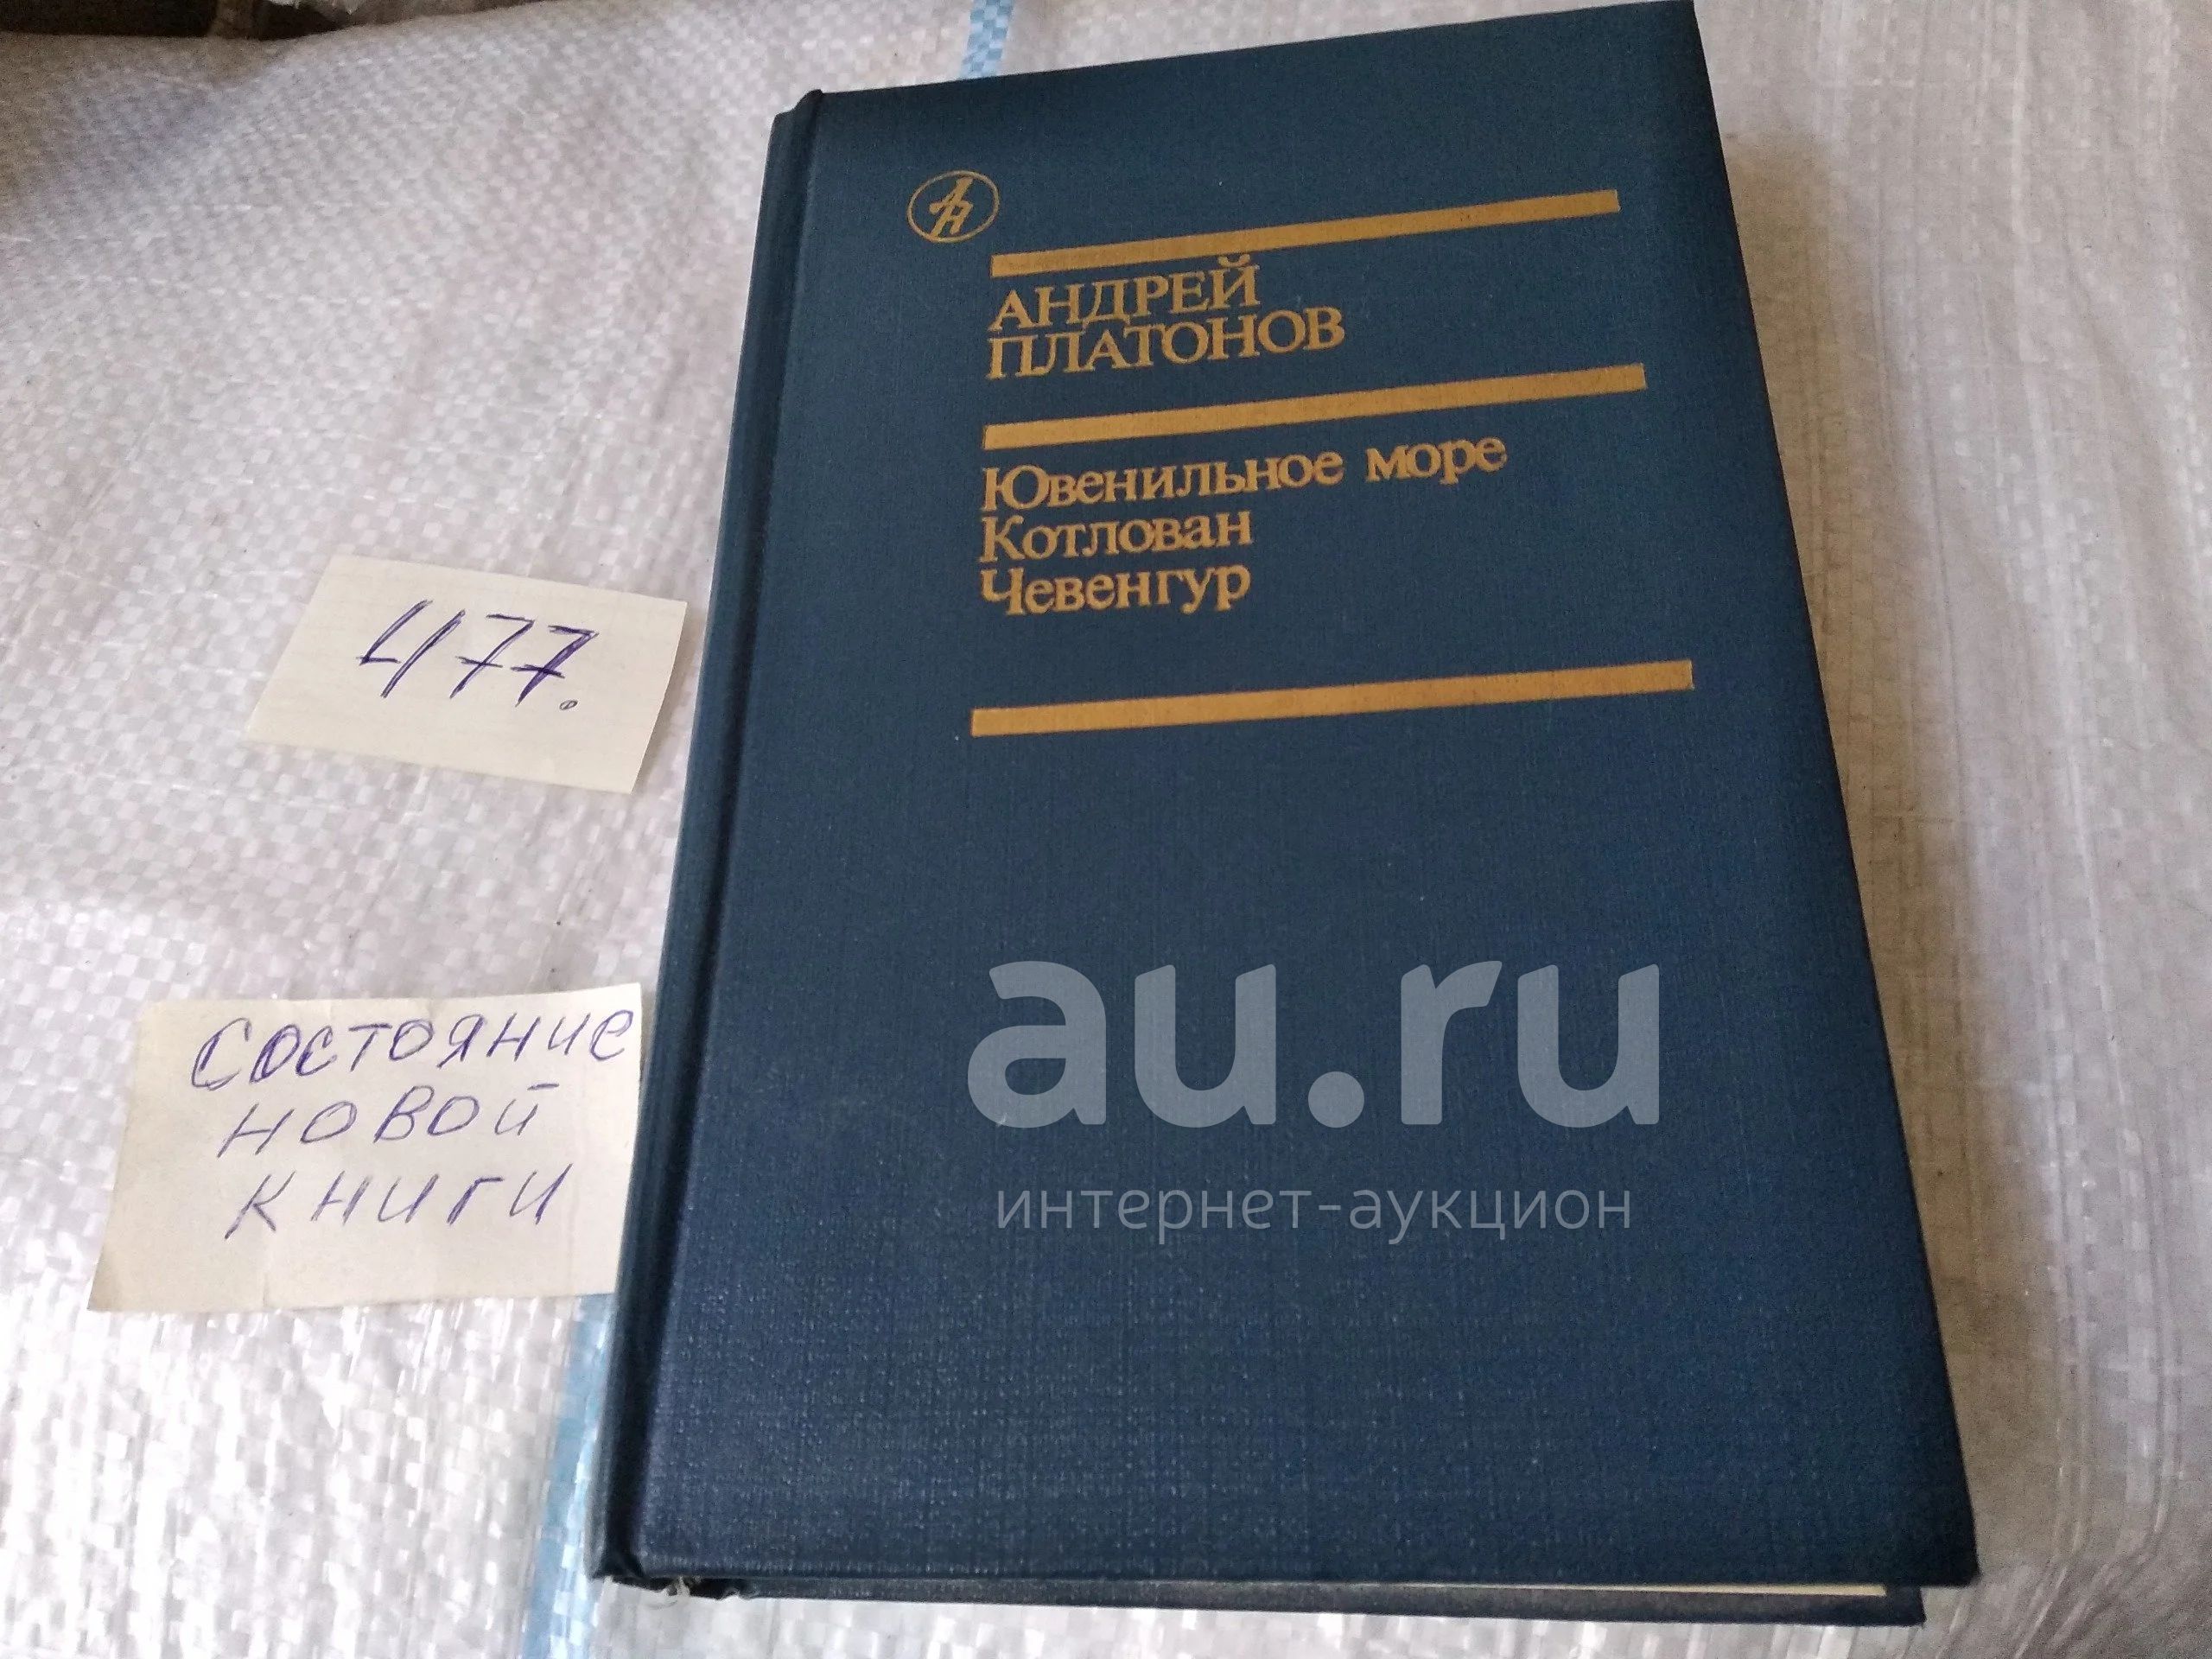 АНДРЕЙ
ПЛАТОНОВ
Ювенильное море
Котлован
Чевенгур
477.
Состояние
новой
книги
au.ru
интернет-аукцион